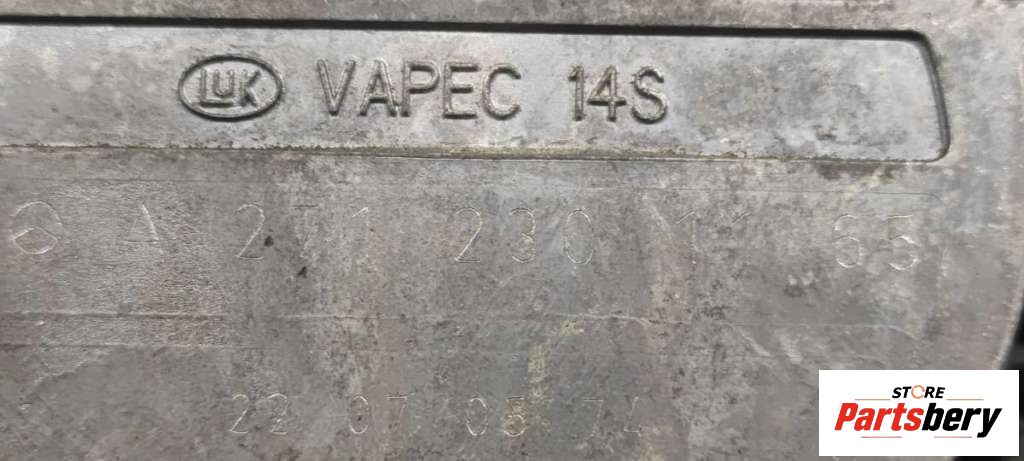 LUK VAPEC 14S
A 271 230 11 65
22 07 05 74
STORE
Partsbery